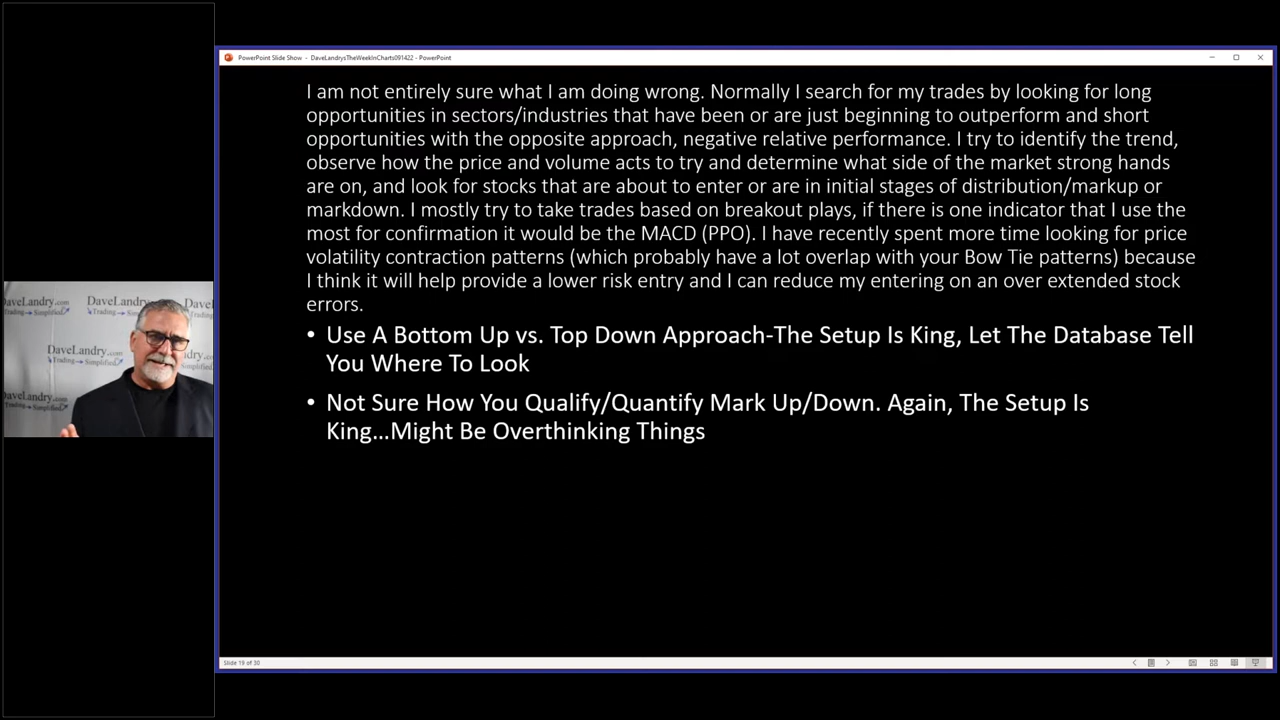 PowerPoint Slide Show - DaveLandrysTheWeekInCharts091422 - PowerPoint
I am not entirely sure what I am doing wrong. Normally I search for my trades by looking for long
opportunities in sectors/industries that have been or are just beginning to outperform and short
opportunities with the opposite approach, negative relative performance. I try to identify the trend,
observe how the price and volume acts to try and determine what side of the market strong hands
are on, and look for stocks that are about to enter or are in initial stages of distribution/markup or
markdown. I mostly try to take trades based on breakout plays, if there is one indicator that I use the
most for confirmation it would be the MACD (PPO). I have recently spent more time looking for price
volatility contraction patterns (which probably have a lot overlap with your Bow Tie patterns) because
I think it will help provide a lower risk entry and I can reduce my entering on an over extended stock
errors.
• Use A Bottom Up vs. Top Down Approach-The Setup Is King, Let The Database Tell
You Where To Look
• Not Sure How You Qualify/Quantify Mark Up/Down. Again, The Setup Is
King...Might Be Overthinking Things
DaveLandry.com
Trading Simplified
DaveLandry.com
Slide 19 of 30